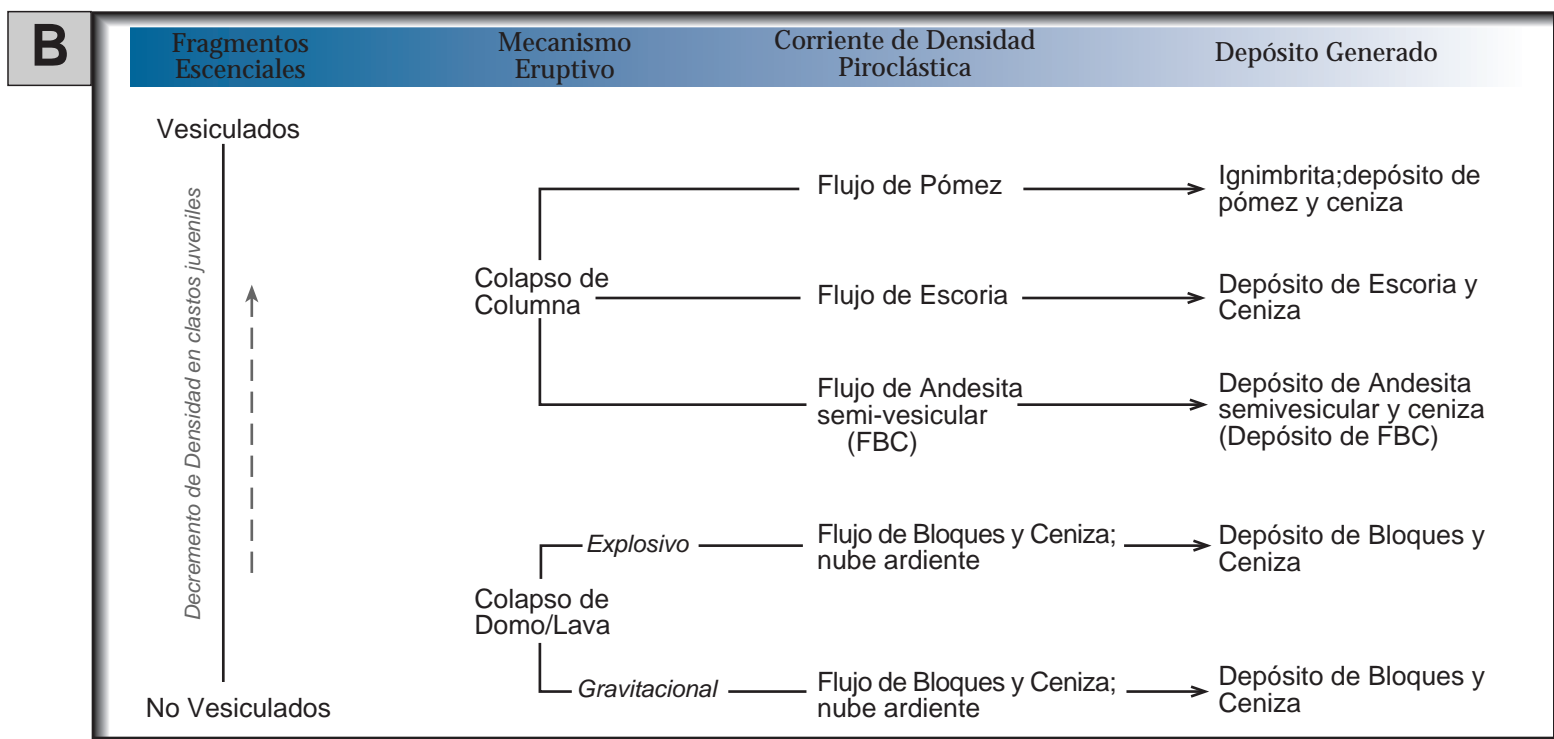 B
Fragmentos
Escenciales
Mecanismo
Eruptivo
Corriente de Densidad
Piroclástica
Depósito Generado
Vesiculados
Decremento de Densidad en clastos juveniles
No Vesiculados
Colapso de
Columna
Flujo de Pómez
Ignimbrita;depósito de
pómez y ceniza
Flujo de Escoria
Depósito de Escoria y
Ceniza
Flujo de Andesita
semi-vesicular
(FBC)
Depósito de Andesita
semivesicular y ceniza
(Depósito de FBC)
Colapso de
Domo/Lava
Explosivo
Flujo de Bloques y Ceniza;
nube ardiente
Depósito de Bloques y
Ceniza
Gravitacional
Flujo de Bloques y Ceniza;
nube ardiente
Depósito de Bloques y
Ceniza